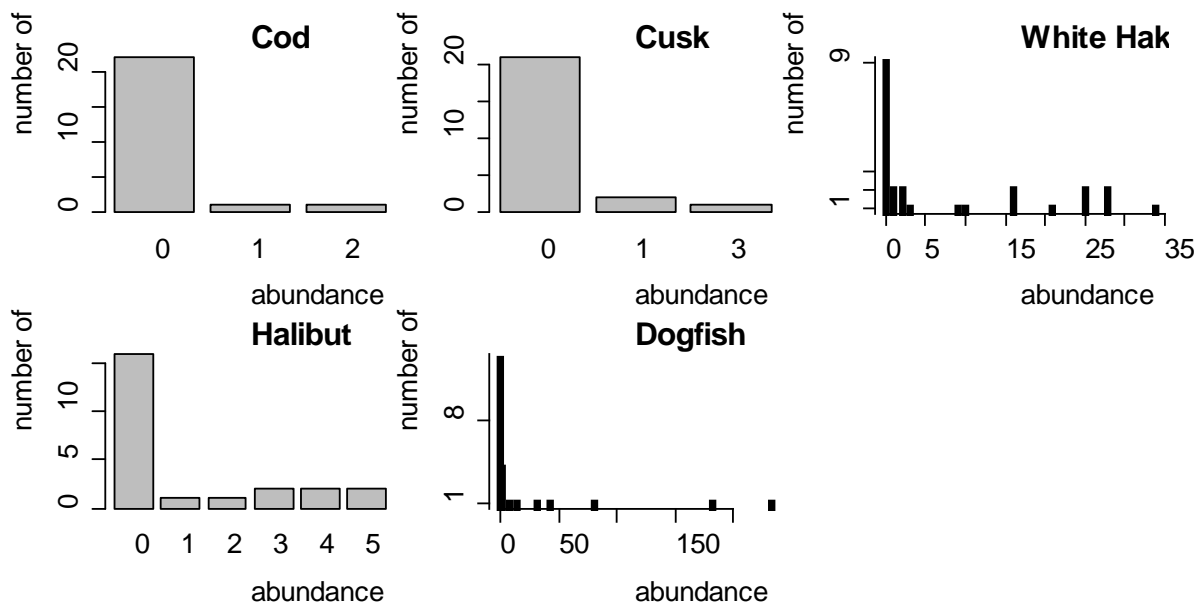 Cod
number of
0 10 20
0 1 2
abundance
Cusk
number of
0 10 20
0 1 3
abundance
White Hak
number of
1 9
0 5 15 25 35
abundance
Halibut
number of
0 5 10
0 1 2 3 4 5
abundance
Dogfish
number of
1 8
0 50 150
abundance